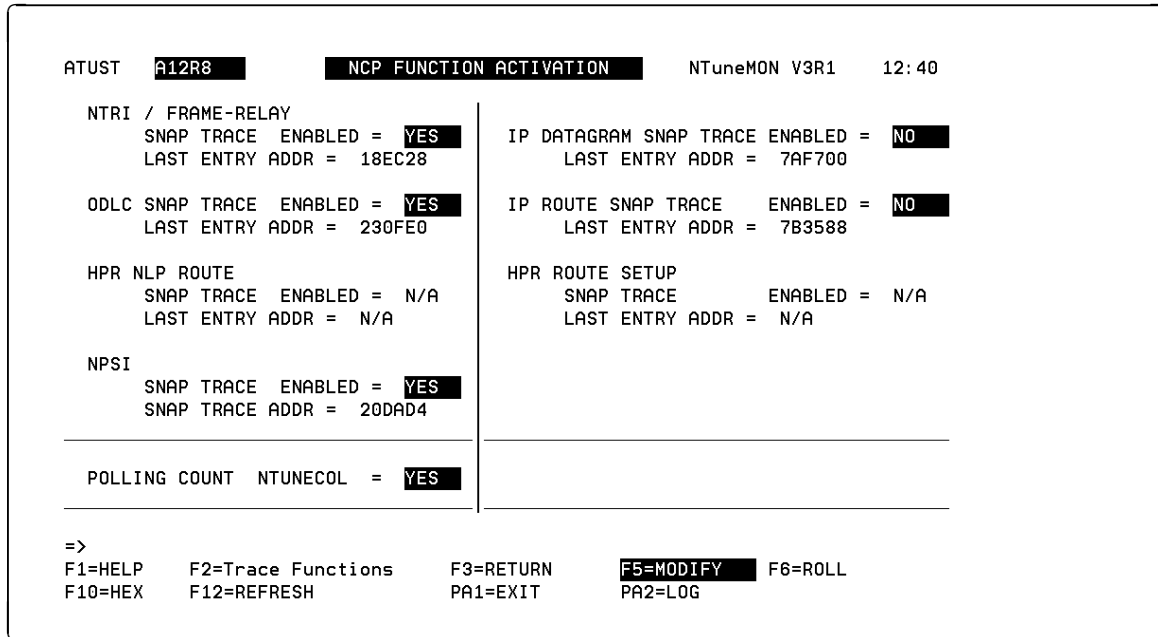 ATUST A12R8 NCP FUNCTION ACTIVATION NTuneMON V3R1 12:40
NTRI / FRAME-RELAY
SNAP TRACE ENABLED = YES IP DATAGRAM SNAP TRACE ENABLED = NO
LAST ENTRY ADDR = 18EC28 LAST ENTRY ADDR = 7AF700
ODLC SNAP TRACE ENABLED = YES IP ROUTE SNAP TRACE ENABLED = NO
LAST ENTRY ADDR = 230FE0 LAST ENTRY ADDR = 7B3588
HPR NLP ROUTE HPR ROUTE SETUP
SNAP TRACE ENABLED = N/A SNAP TRACE ENABLED = N/A
LAST ENTRY ADDR = N/A LAST ENTRY ADDR = N/A
NPSI
SNAP TRACE ENABLED = YES
SNAP TRACE ADDR = 20DAD4
POLLING COUNT NTUNECOL = YES
=>
F1=HELP F2=Trace Functions F3=RETURN F5=MODIFY F6=ROLL
F10=HEX F12=REFRESH PA1=EXIT PA2=LOG